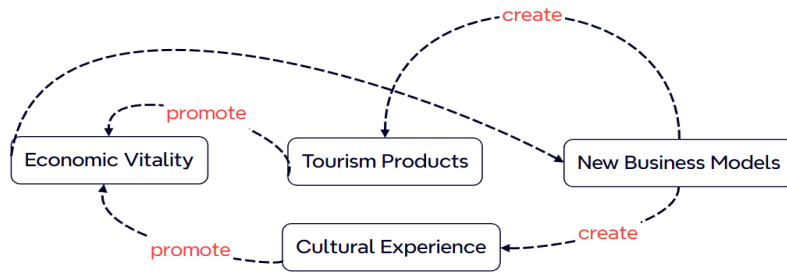 create
promote
Economic Vitality
Tourism Products
New Business Models
promote
Cultural Experience
create